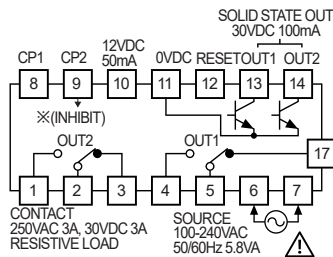 SOLID STATE OUT
30VDC 100mA
12VDC
50mA
CP1 CP2 0VDC RESET OUT1 OUT2
8 9 10 11 12 13 14
※(INHIBIT)
OUT2 OUT1
17
1 2 3 4 5 6 7
CONTACT
250VAC 3A, 30VDC 3A
RESISTIVE LOAD
SOURCE
100-240VAC
50/60Hz 5.8VA
!